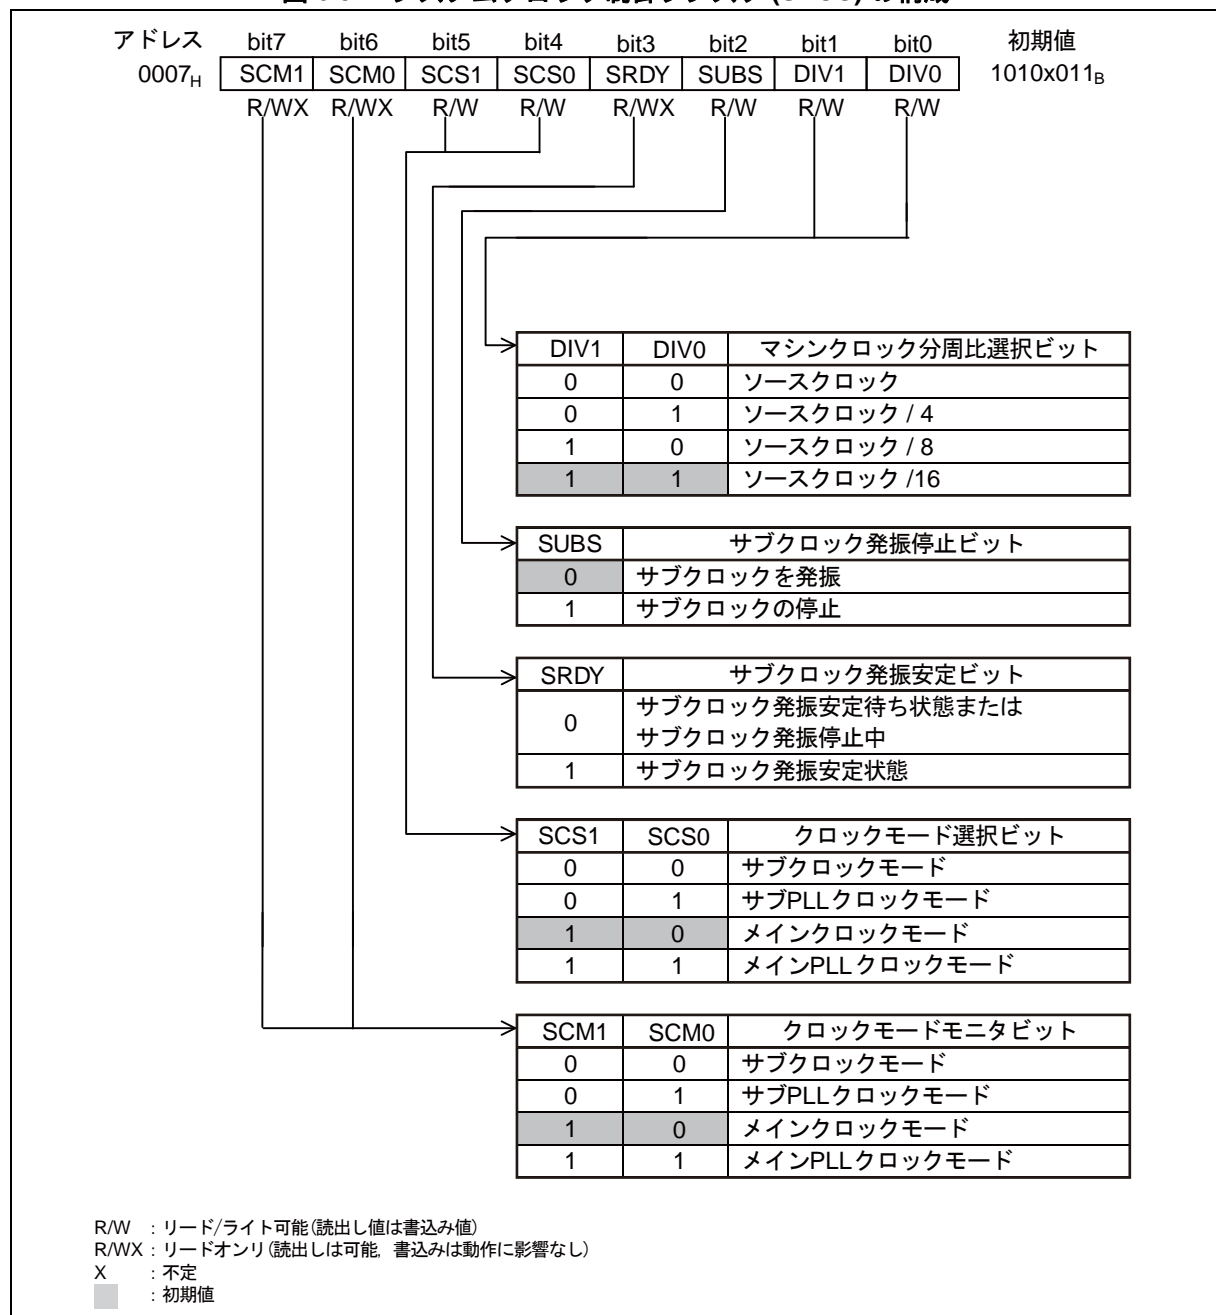 アドレス bit7 bit6 bit5 bit4 bit3 bit2 bit1 bit0 初期値
0007H SCM1 SCM0 SCS1 SCS0 SRDY SUBS DIV1 DIV0 1010x011B
R/WX R/WX R/W R/W R/WX R/W R/W R/W
DIV1 DIV0 マシンクロック分周比選択ビット
0 0 ソースクロック
0 1 ソースクロック / 4
1 0 ソースクロック / 8
1 1 ソースクロック /16
SUBS サブクロック発振停止ビット
0 サブクロックを発振
1 サブクロックの停止
SRDY サブクロック発振安定ビット
0 サブクロック発振安定待ち状態または
サブクロック発振停止中
1 サブクロック発振安定状態
SCS1 SCS0 クロックモード選択ビット
0 0 サブクロックモード
0 1 サブPLLクロックモード
1 0 メインクロックモード
1 1 メインPLLクロックモード
SCM1 SCM0 クロックモードモニタビット
0 0 サブクロックモード
0 1 サブPLLクロックモード
1 0 メインクロックモード
1 1 メインPLLクロックモード
R/W : リード/ライト可能(読出し値は書込み値)
R/WX : リードオンリ(読出しは可能, 書込みは動作に影響なし)
X : 不定
: 初期値